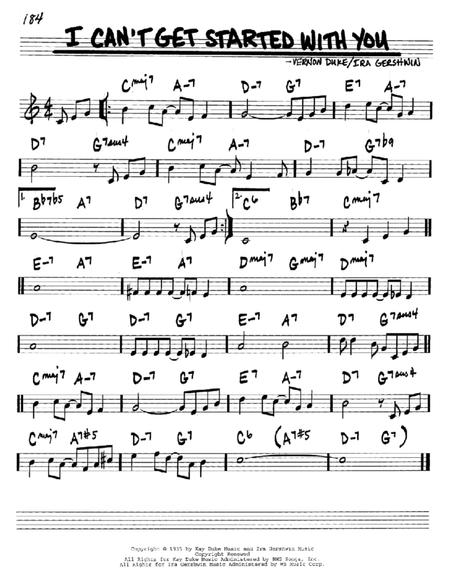 184
I CAN'T GET STARTED WITH YOU
-VERNON DUKE/IRA GERSHWIN
Cmaj7 A-7 D-7 G7 E7 A-7
D7 G7sus4 Cmaj7 A-7 D-7 G7b9
1. Bb7b5 A7 D7 G7sus4 2. C6 Bb7 Cmaj7
E-7 A7 E-7 A7 Dmaj7 Gmaj7 Dmaj7
D-7 G7 D-7 G7 E-7 A7 D7 G7sus4
Cmaj7 A-7 D-7 G7 E7 A-7 D7 G7sus4
Cmaj7 A7#5 D-7 G7 C6 (A7#5 D-7 G7)
Copyright © 1935 by Kay Duke Music and Ira Gershwin Music
Copyright Renewed
All Rights for Kay Duke Music Administered by BWS Songs, Inc.
All Rights for Ira Gershwin Music Administered by WB Music Corp.